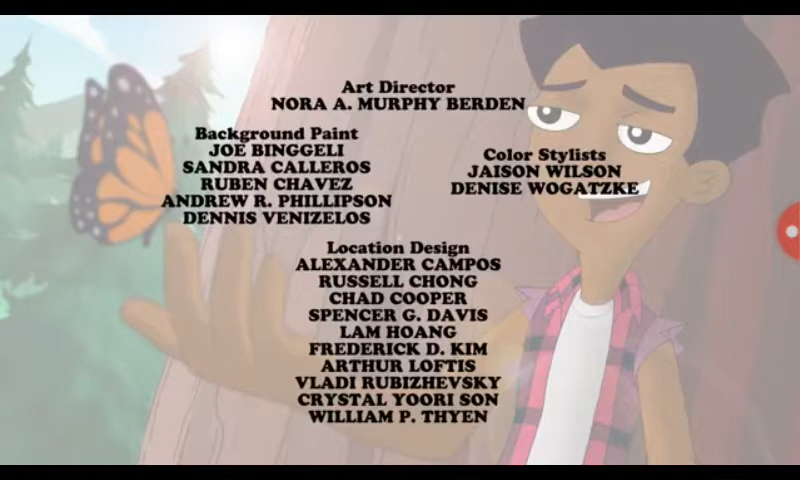 Art Director
NORA A. MURPHY BERDEN
Background Paint
JOE BINGGELI
SANDRA CALLEROS
RUBEN CHAVEZ
ANDREW R. PHILLIPSON
DENNIS VENIZELOS
Color Stylists
JAISON WILSON
DENISE WOGATZKE
Location Design
ALEXANDER CAMPOS
RUSSELL CHONG
CHAD COOPER
SPENCER G. DAVIS
LAM HOANG
FREDERICK D. KIM
ARTHUR LOFTIS
VLADI RUBIZHEVSKY
CRYSTAL YOORI SON
WILLIAM P. THYEN